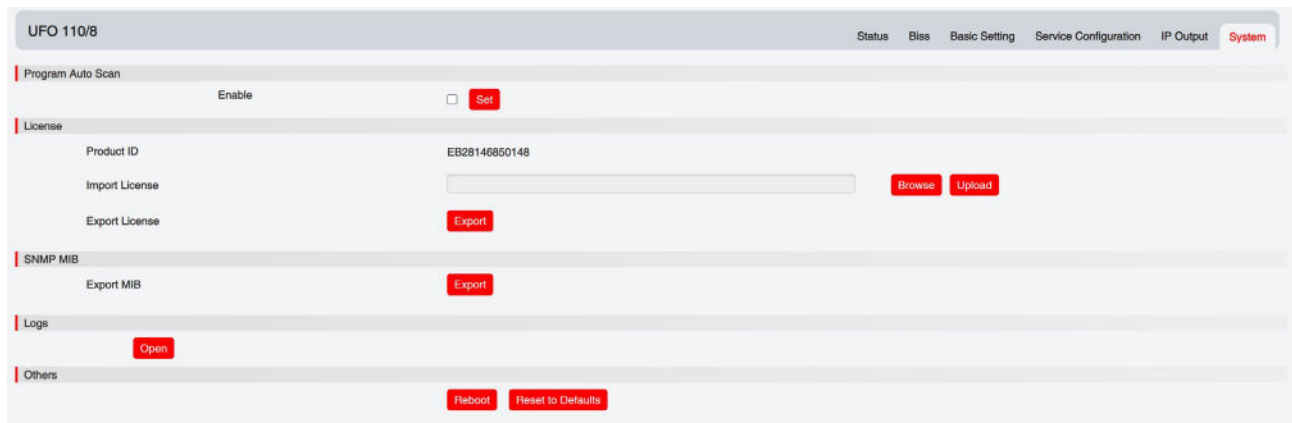 UFO 110/8
Status Biss Basic Setting Service Configuration IP Output System
Program Auto Scan
Enable Set
License
Product ID EB28146850148
Import License Browse Upload
Export License Export
SNMP MIB
Export MIB Export
Logs
Open
Others
Reboot Reset to Defaults